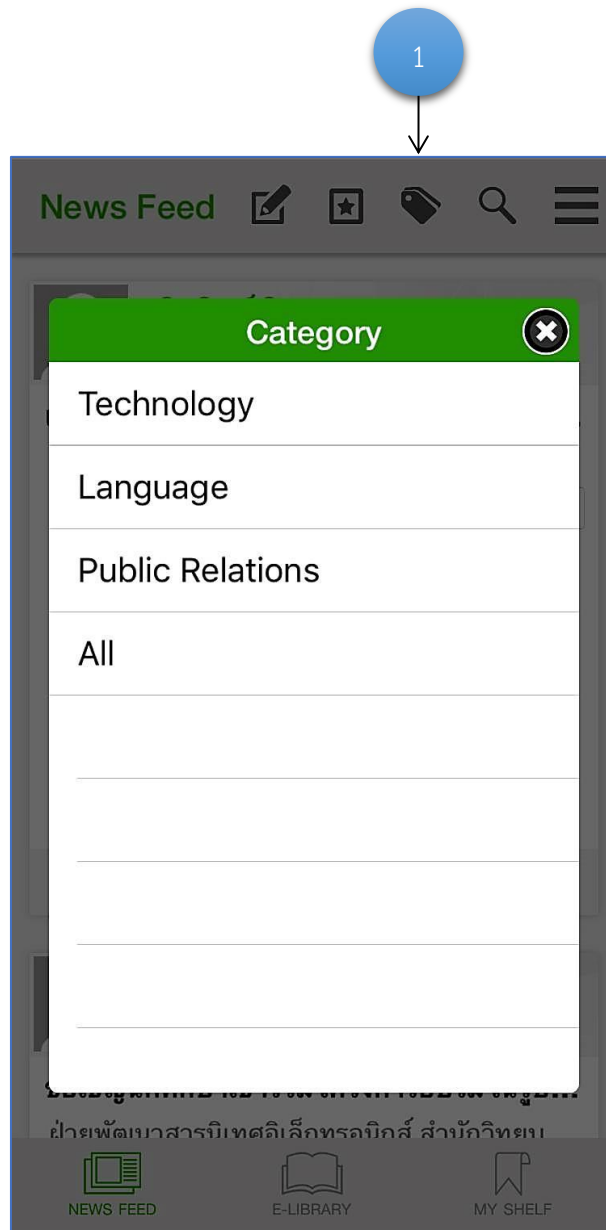 1
News Feed
Category
Technology
Language
Public Relations
All
ฝ่ายพัฒนาสารนิเทศอิเล็กทรอนิกส์ สำนักวิทยบ
NEWS FEED
E-LIBRARY
MY SHELF